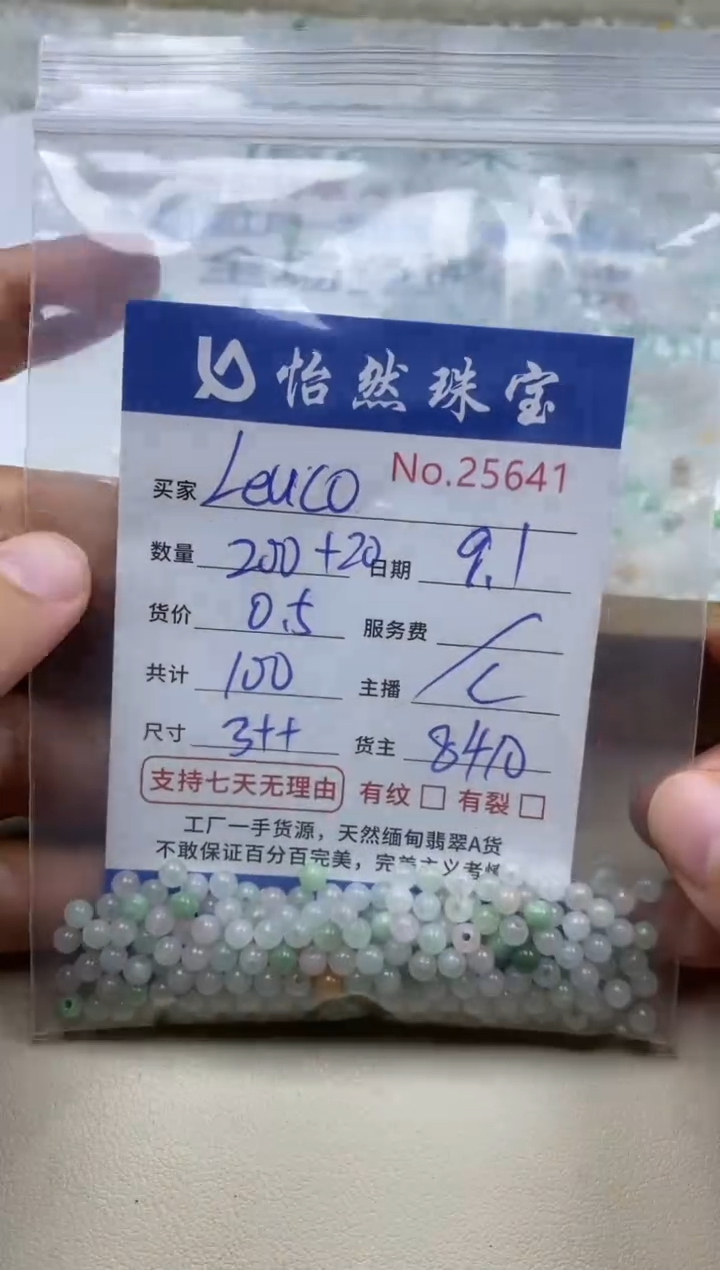 怡然珠宝
No.25641
买家 Leuco
数量 200+20 日期 9.1
货价 0.5 服务费 /
共计 100 主播 C
尺寸 3++ 货主 840
支持七天无理由 有纹 □ 有裂 □
工厂一手货源，天然缅甸翡翠A货
不敢保证百分百完美，完美主义考